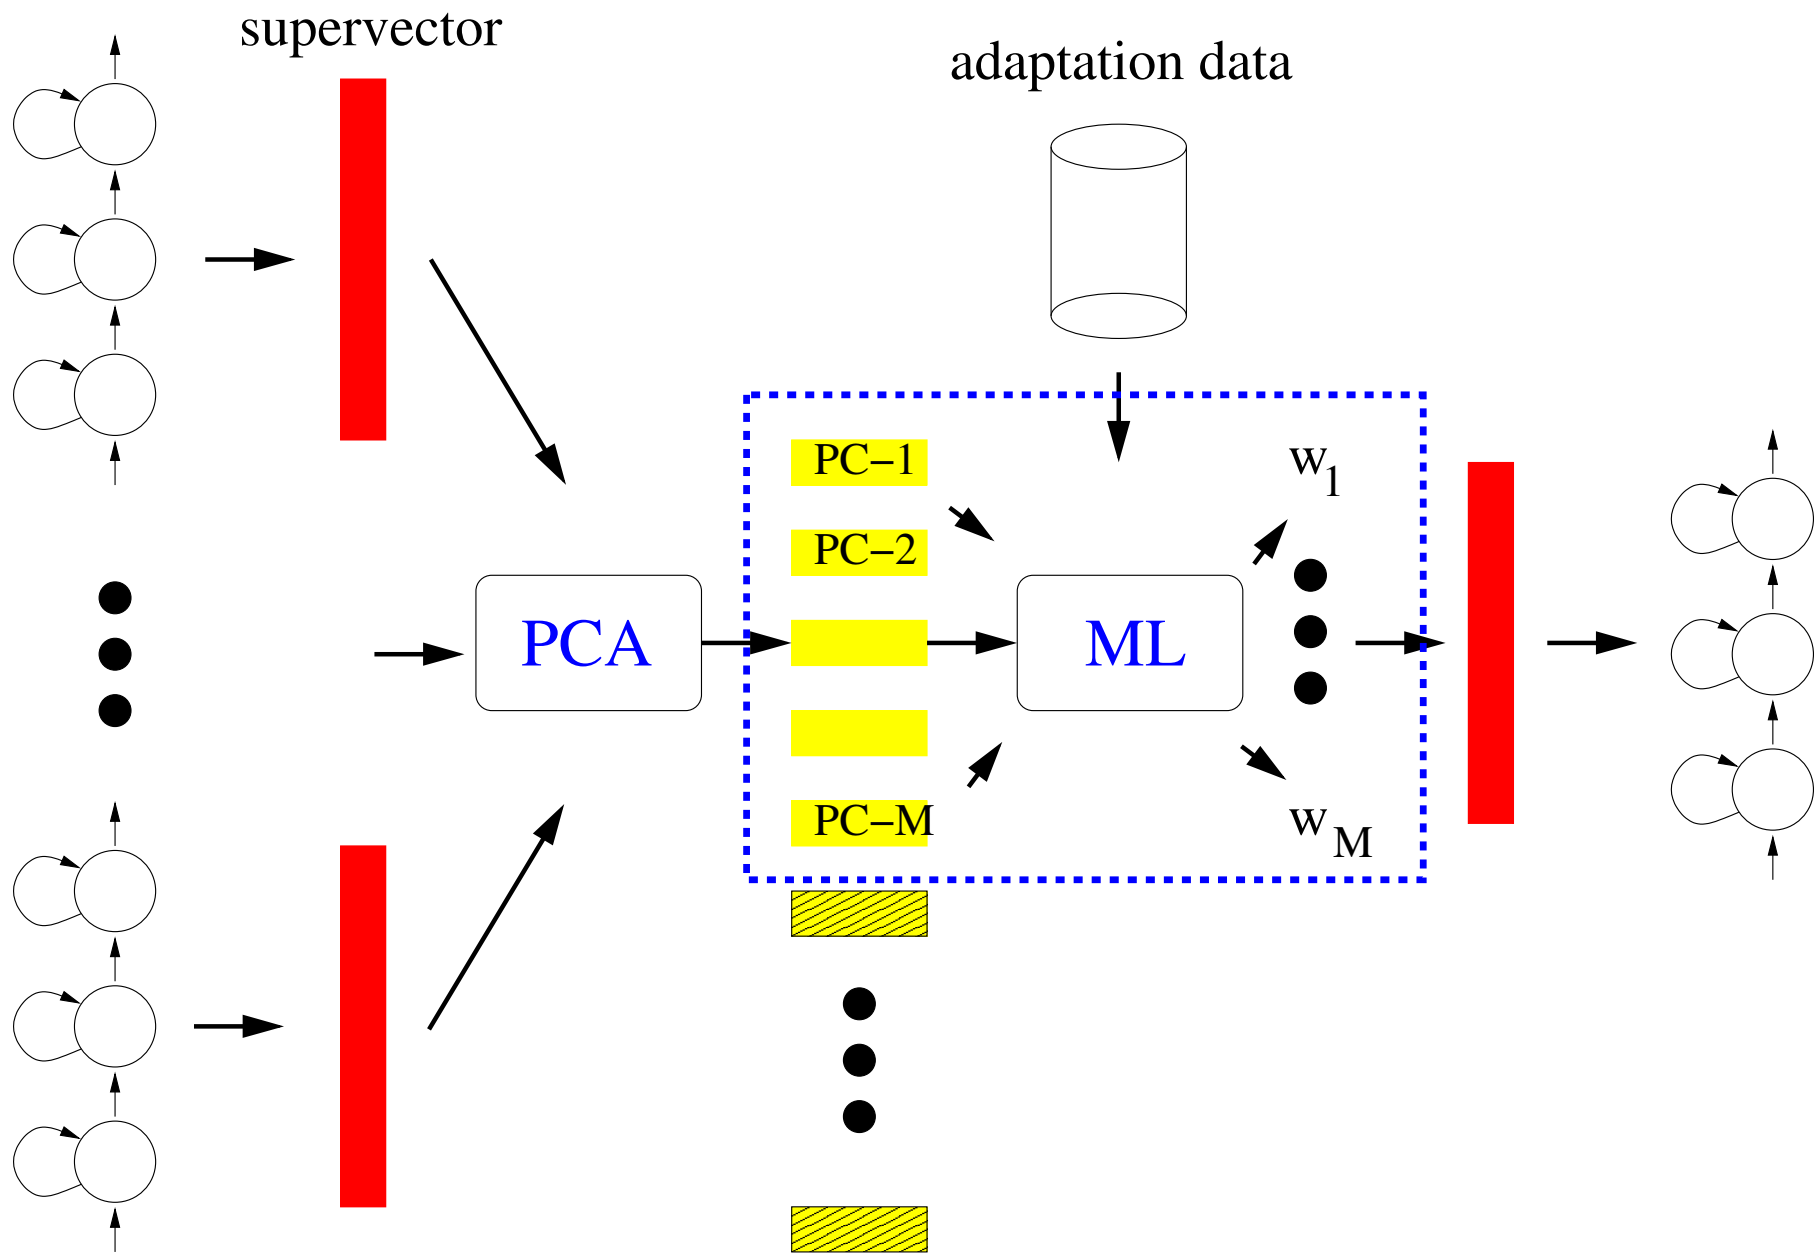 supervector
adaptation data
PC−1
PC−2
PC−M
PCA
ML
w1
wM